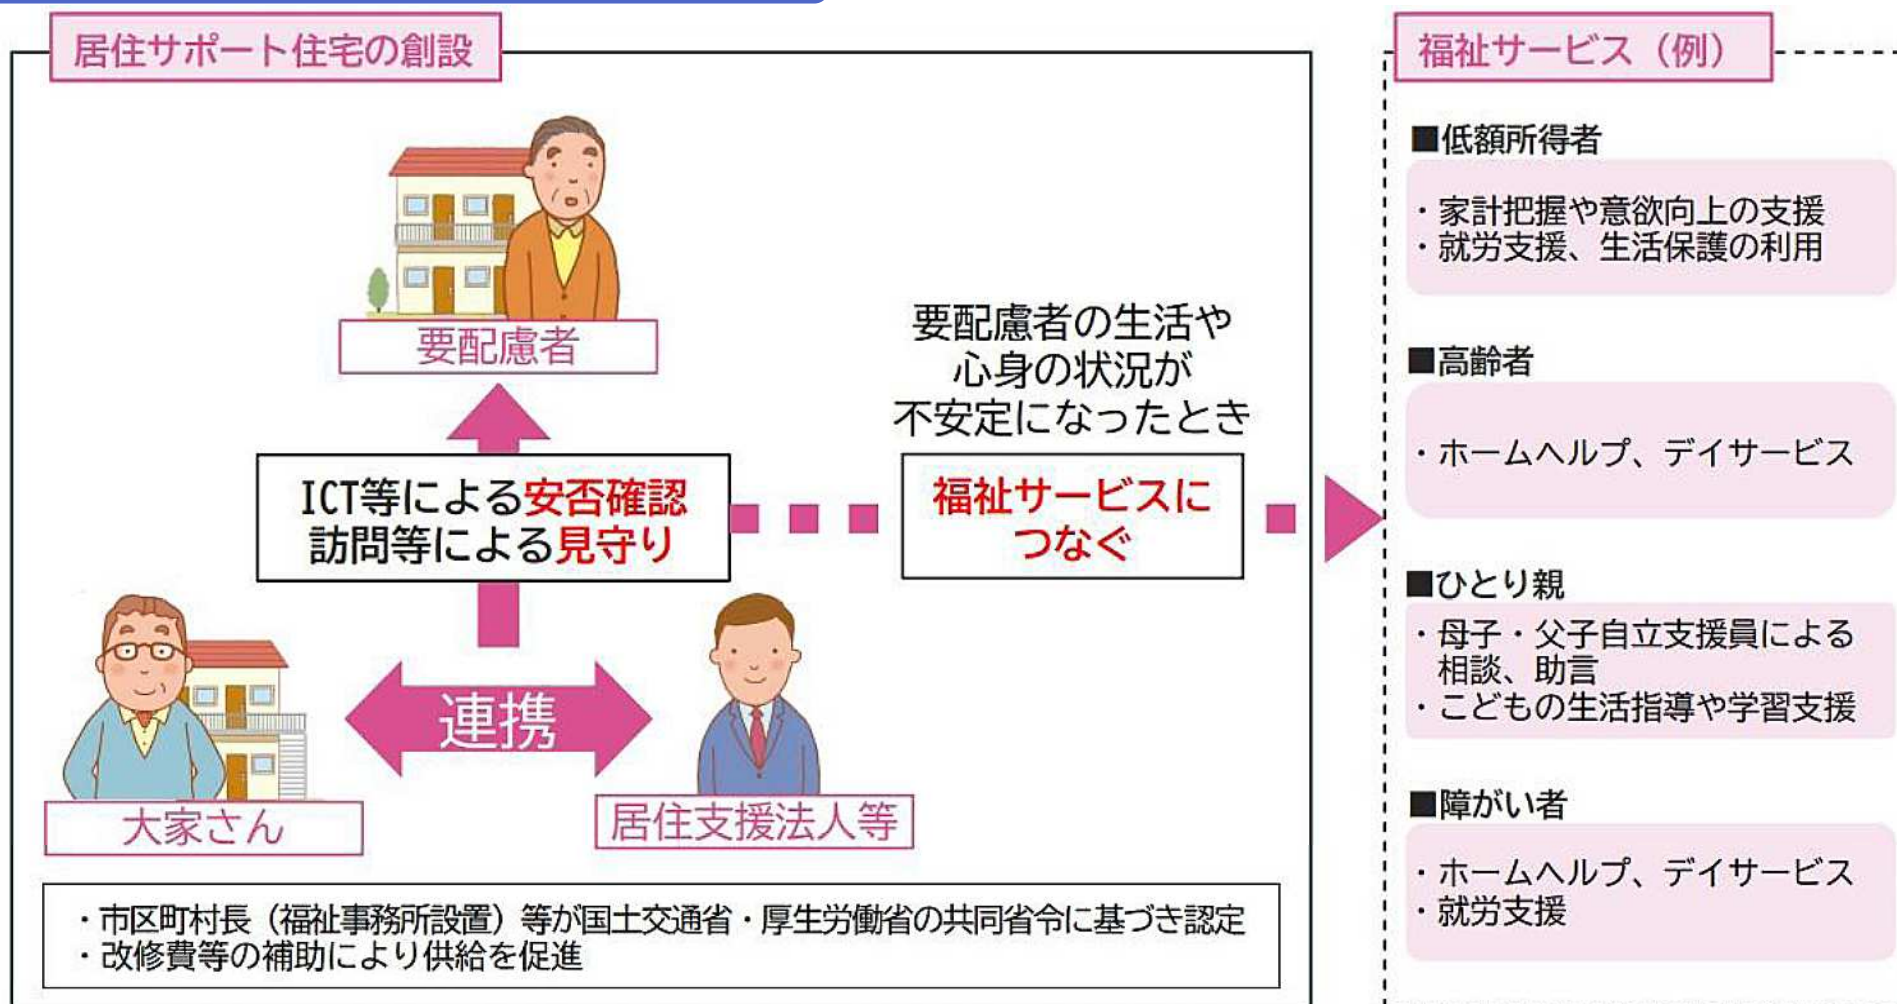 居住サポート住宅の創設
要配慮者
ICT等による安否確認
訪問等による見守り
要配慮者の生活や
心身の状況が
不安定になったとき
福祉サービスに
つなぐ
連携
大家さん
居住支援法人等
・市区町村長（福祉事務所設置）等が国土交通省・厚生労働省の共同省令に基づき認定
・改修費等の補助により供給を促進
福祉サービス（例）
■低額所得者
・家計把握や意欲向上の支援
・就労支援、生活保護の利用
■高齢者
・ホームヘルプ、デイサービス
■ひとり親
・母子・父子自立支援員による
相談、助言
・こどもの生活指導や学習支援
■障がい者
・ホームヘルプ、デイサービス
・就労支援